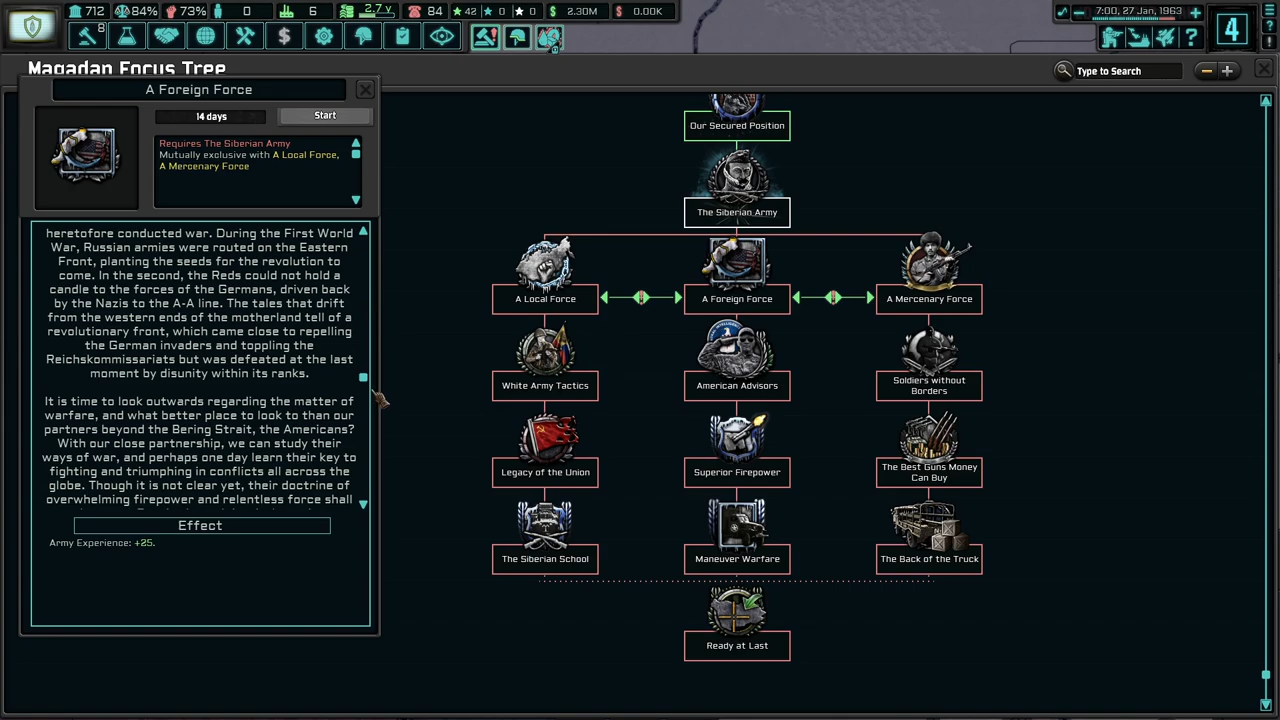 712 84% 73% 0 6 2.7 v 84 42 0 0 2.30M 0.00K
7:00, 27 Jan, 1963
4
8
Magadan Focus Tree
Type to Search
A Foreign Force
14 days
Start
Requires The Siberian Army
Mutually exclusive with A Local Force,
A Mercenary Force
heretofore conducted war. During the First World
War, Russian armies were routed on the Eastern
Front, planting the seeds for the revolution to
come. In the second, the Reds could not hold a
candle to the forces of the Germans, driven back
by the Nazis to the A-A line. The tales that drift
from the western ends of the motherland tell of a
revolutionary front, which came close to repelling
the German invaders and toppling the
Reichskommissariats but was defeated at the last
moment by disunity within its ranks.
It is time to look outwards regarding the matter of
warfare, and what better place to look to than our
partners beyond the Bering Strait, the Americans?
With our close partnership, we can study their
ways of war, and perhaps one day learn their key to
fighting and triumphing in conflicts all across the
globe. Though it is not clear yet, their doctrine of
overwhelming firepower and relentless force shall
Effect
Army Experience: +25.
Our Secured Position
The Siberian Army
A Local Force
A Foreign Force
A Mercenary Force
White Army Tactics
American Advisors
Soldiers without
Borders
Legacy of the Union
Superior Firepower
The Best Guns Money
Can Buy
The Siberian School
Maneuver Warfare
The Back of the Truck
Ready at Last